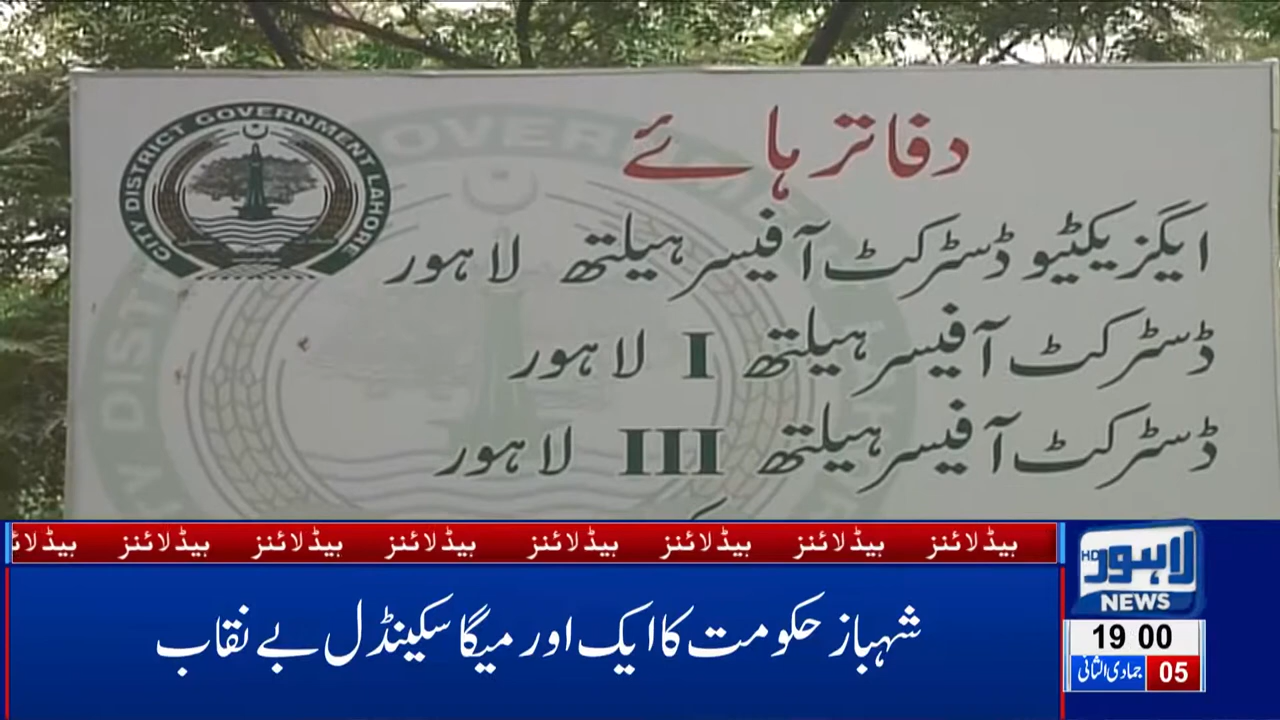 CITY DISTRICT GOVERNMENT LAHORE
دفاتر ہائے
ایگزیکٹیو ڈسٹرکٹ آفیسر ہیلتھ لاہور
ڈسٹرکٹ آفیسر ہیلتھ I لاہور
ڈسٹرکٹ آفیسر ہیلتھ III لاہور
ہیڈلائنز ہیڈلائنز ہیڈلائنز ہیڈلائنز ہیڈلائنز ہیڈلائنز ہیڈلائنز ہیڈلائنز
شہباز حکومت کا ایک اور میگا سکینڈل بے نقاب
HD لاہور
NEWS
19 00
05 جمادی الثانی